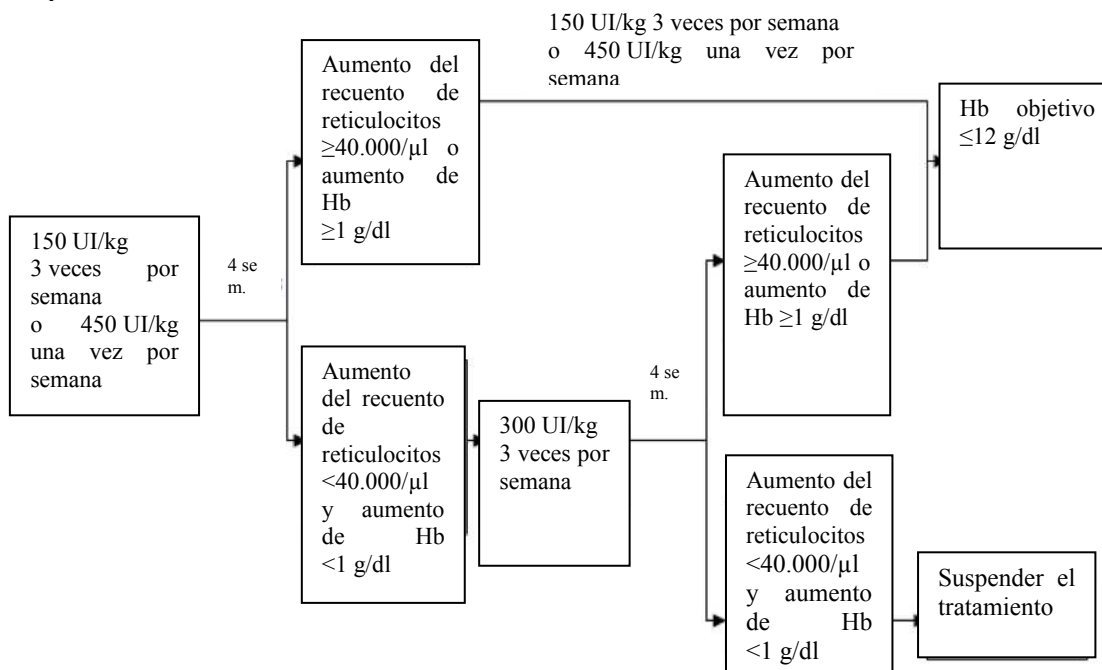 150 UI/kg
3 veces por
semana
o 450 UI/kg
una vez por
semana
4 se
m.
Aumento del
recuento de
reticulocitos
≥40.000/µl o
aumento de
Hb
≥1 g/dl
150 UI/kg 3 veces por semana
o 450 UI/kg una vez por
semana
Hb objetivo
≤12 g/dl
Aumento
del recuento
de
reticulocitos
<40.000/µl
y aumento
de Hb
<1 g/dl
300 UI/kg
3 veces por
semana
4 se
m.
Aumento del
recuento de
reticulocitos
≥40.000/µl o
aumento de
Hb ≥1 g/dl
Aumento del
recuento de
reticulocitos
<40.000/µl
y aumento
de Hb
<1 g/dl
Suspender el
tratamiento